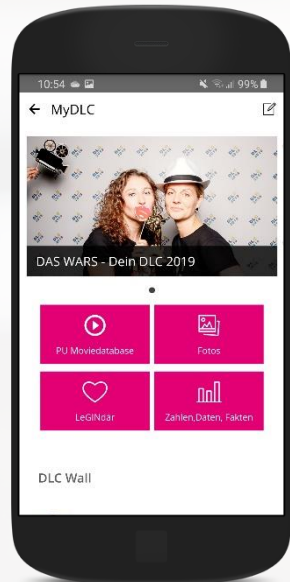 10:54 99%
MyDLC
DAS WARS - Dein DLC 2019
PU Moviedatabase
Fotos
LeGINdär
Zahlen,Daten, Fakten
DLC Wall